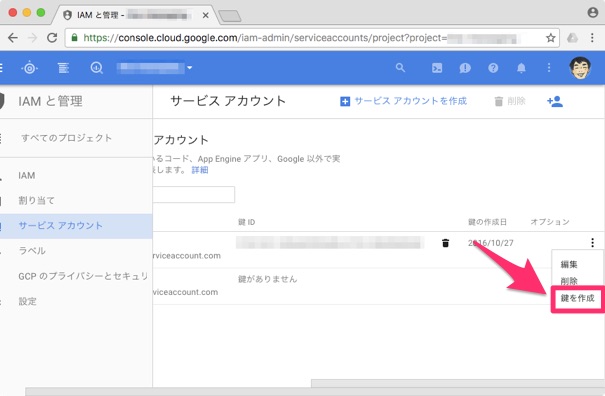 IAM と管理 -
https://console.cloud.google.com/iam-admin/serviceaccounts/project?project=
IAM と管理
サービス アカウント
サービス アカウントを作成
削除
すべてのプロジェクト
アカウント
いるコード、App Engine アプリ、Google 以外で実
表します。 詳細
IAM
割り当て
サービス アカウント
ラベル
GCP のプライバシーとセキュリ
設定
鍵 ID
鍵の作成日
オプション
2016/10/27
erviceaccount.com
鍵がありません
erviceaccount.com
編集
削除
鍵を作成